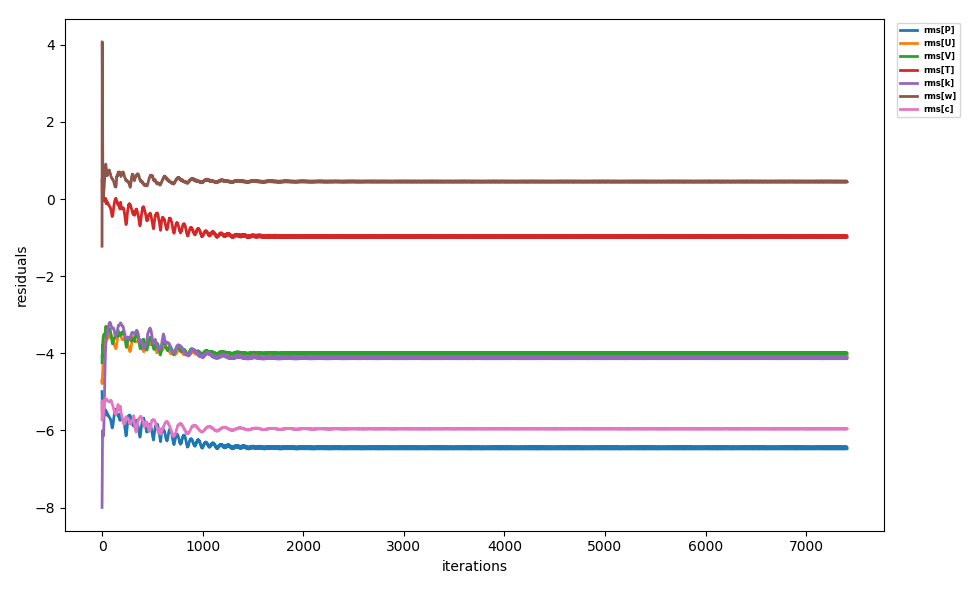 4
2
0
−2
−4
−6
−8
residuals
0 1000 2000 3000 4000 5000 6000 7000
iterations
rms[P]
rms[U]
rms[V]
rms[T]
rms[k]
rms[w]
rms[c]